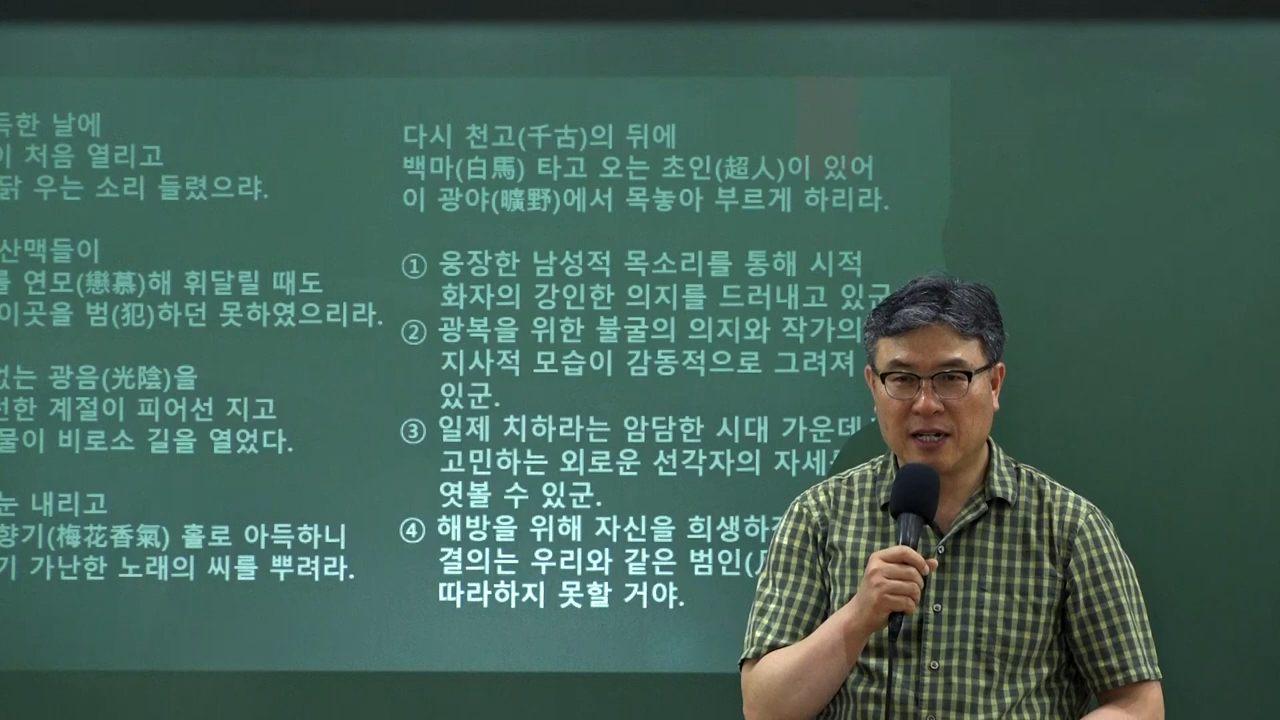 한 날에
처음 열리고
닭 우는 소리 들렸으랴.
산맥들이
연모(戀慕)해 휘달릴 때도
이곳을 범(犯)하던 못하였으리라.
없는 광음(光陰)을
계절이 피어선 지고
비로소 길을 열었다.
눈 내리고
향기(梅花香氣) 홀로 아득하니
가난한 노래의 씨를 뿌려라.
다시 천고(千古)의 뒤에
백마(白馬) 타고 오는 초인(超人)이 있어
이 광야(曠野)에서 목놓아 부르게 하리라.
① 웅장한 남성적 목소리를 통해 시적
화자의 강인한 의지를 드러내고 있군
② 광복을 위한 불굴의 의지와 작가의
지사적 모습이 감동적으로 그려져
있군.
③ 일제 치하라는 암담한 시대 가운데
고민하는 외로운 선각자의 자세
엿볼 수 있군.
④ 해방을 위해 자신을 희생하
결의는 우리와 같은 범인(
따라하지 못할 거야.